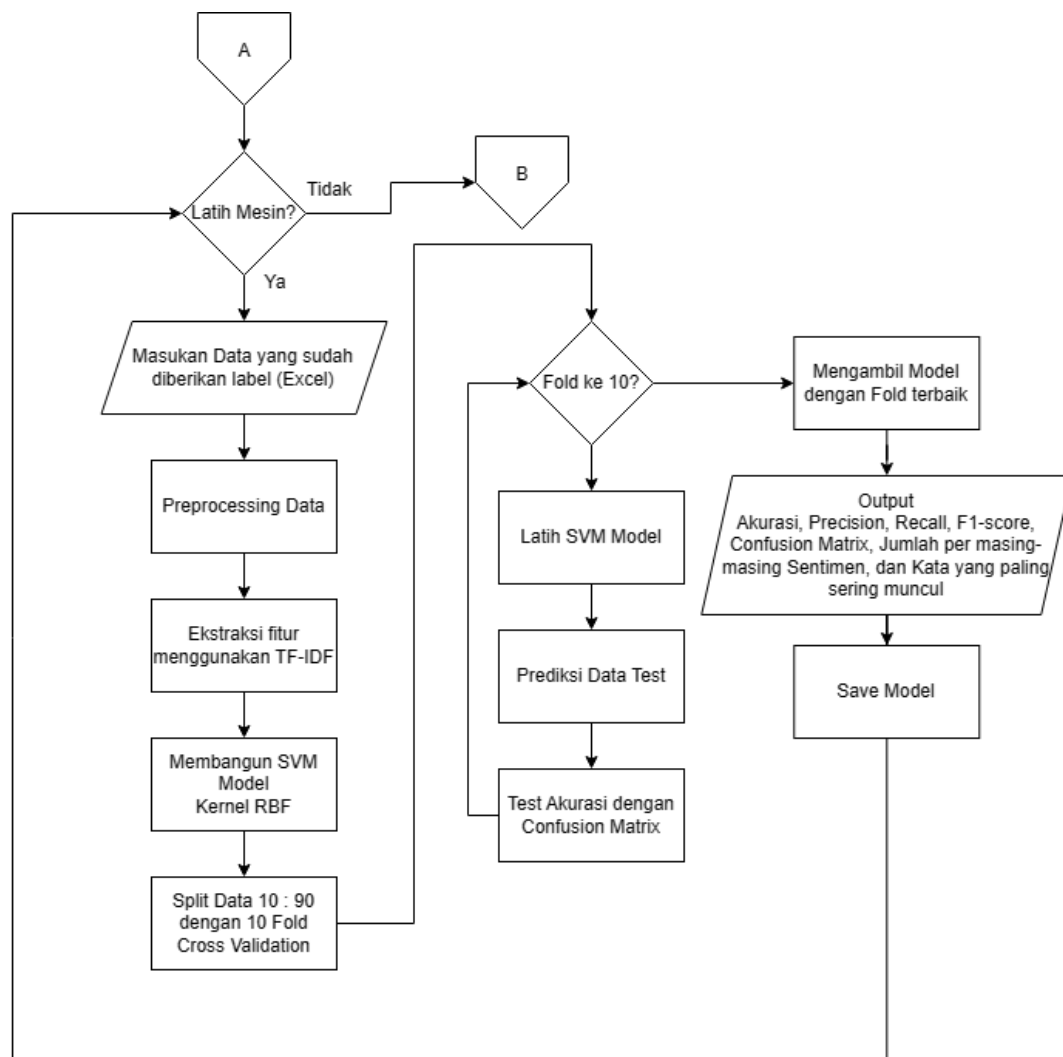 A
Latih Mesin?
Tidak
B
Ya
Masukan Data yang sudah
diberikan label (Excel)
Preprocessing Data
Ekstraksi fitur
menggunakan TF-IDF
Membangun SVM
Model
Kernel RBF
Split Data 10 : 90
dengan 10 Fold
Cross Validation
Fold ke 10?
Latih SVM Model
Prediksi Data Test
Test Akurasi dengan
Confusion Matrix
Mengambil Model
dengan Fold terbaik
Output
Akurasi, Precision, Recall, F1-score,
Confusion Matrix, Jumlah per masing-
masing Sentimen, dan Kata yang paling
sering muncul
Save Model